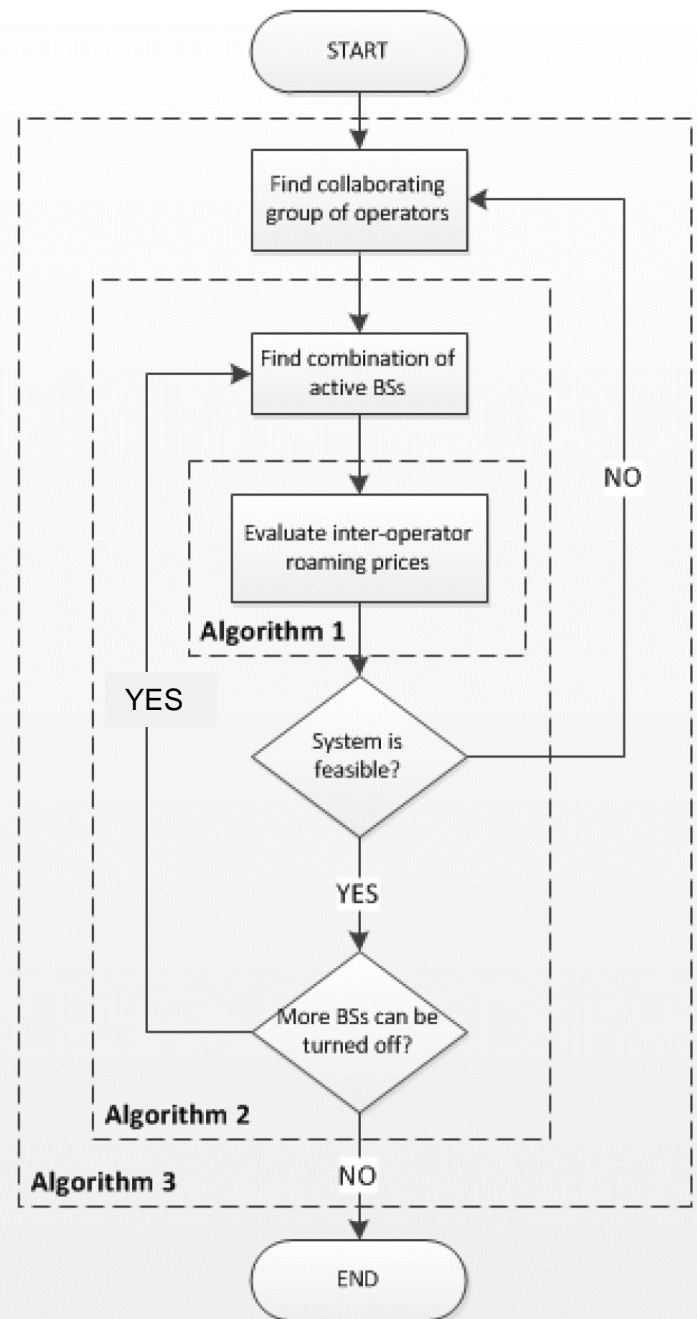 START
Find collaborating
group of operators
Find combination of
active BSs
NO
Evaluate inter-operator
roaming prices
Algorithm 1
YES
System is
feasible?
YES
More BSs can be
turned off?
Algorithm 2
NO
Algorithm 3
END